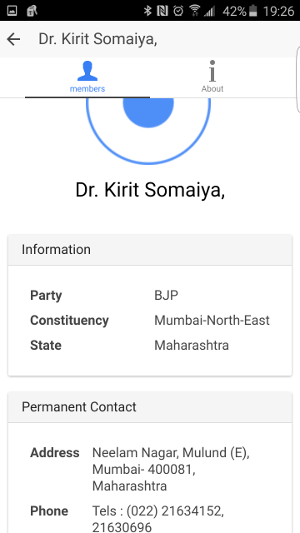 42% 19:26
Dr. Kirit Somaiya,
members
About
Dr. Kirit Somaiya,
Information
Party BJP
Constituency Mumbai-North-East
State Maharashtra
Permanent Contact
Address Neelam Nagar, Mulund (E),
Mumbai- 400081,
Maharashtra
Phone Tels : (022) 21634152,
21630696